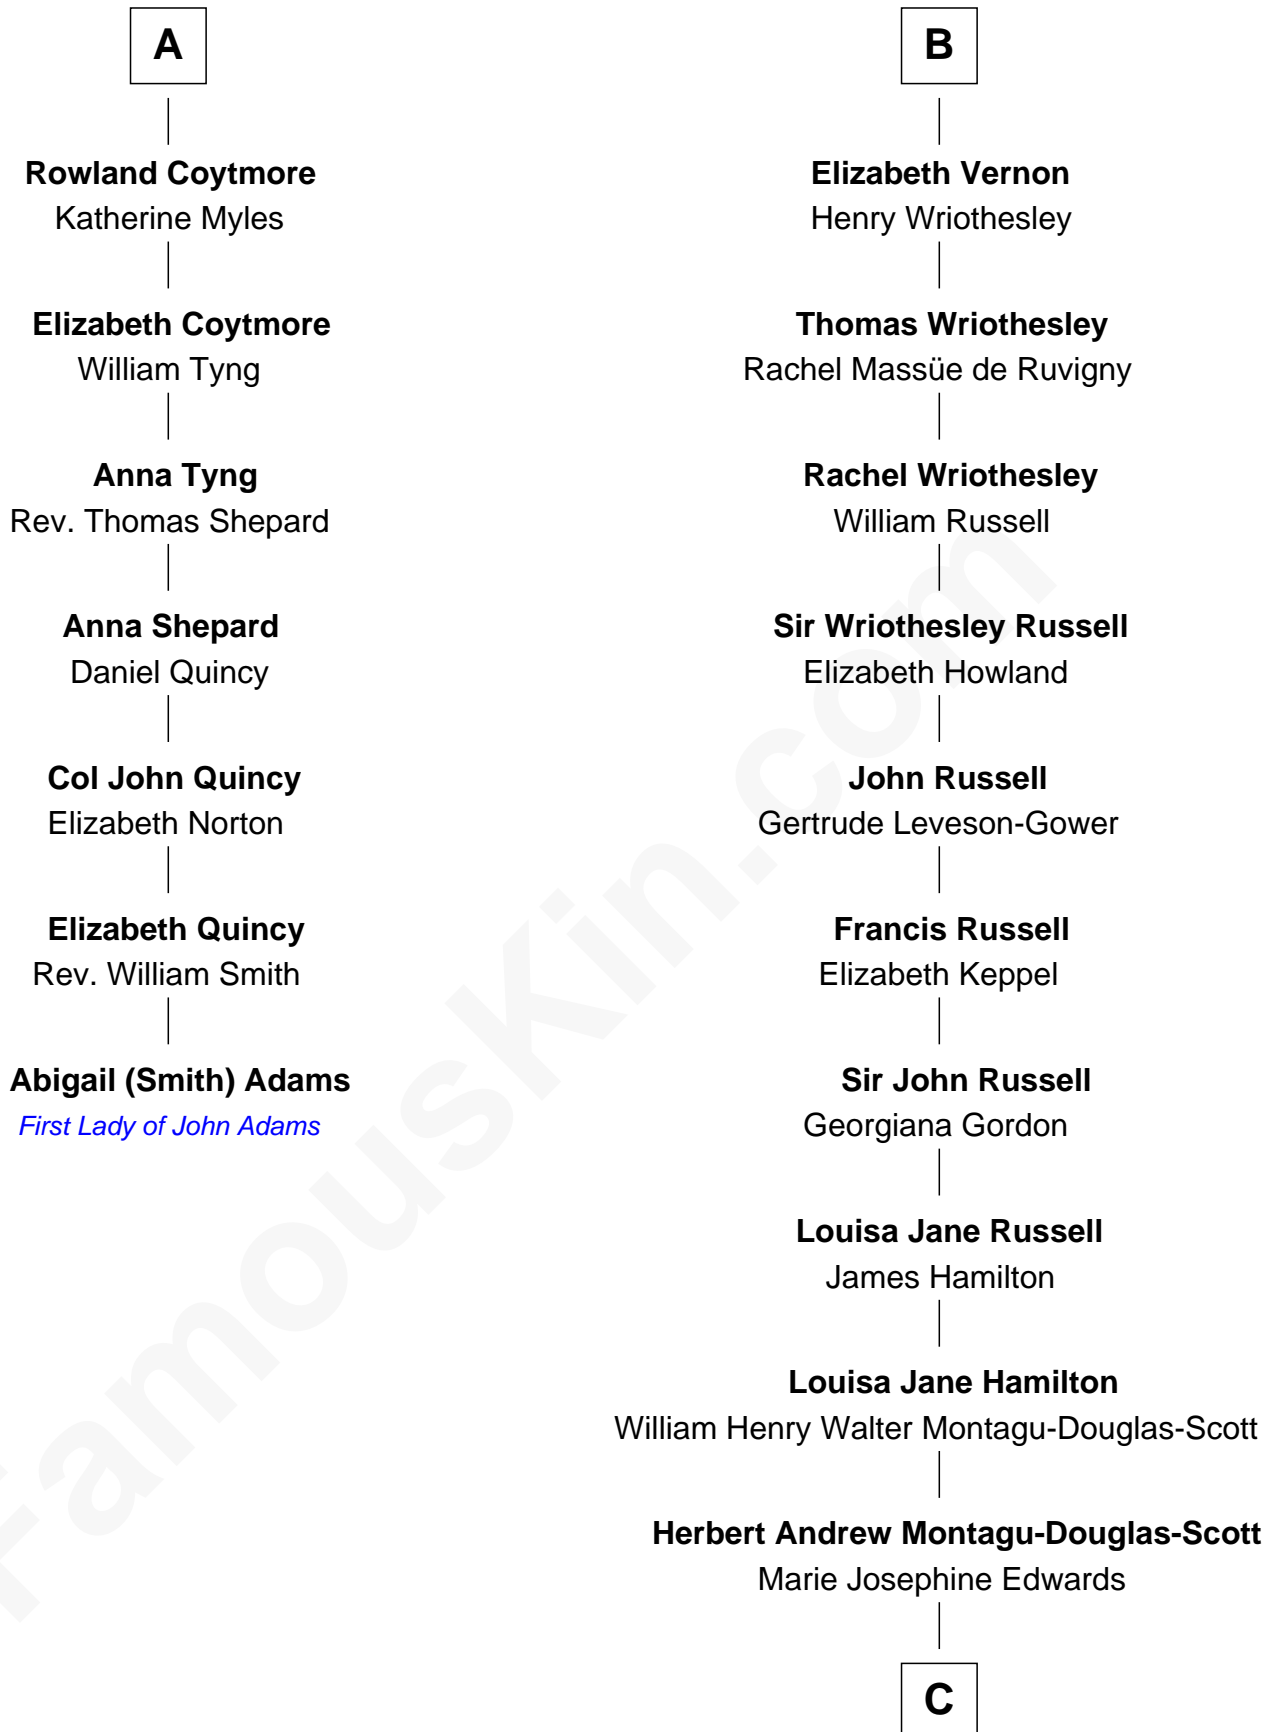 A
Rowland Coytmore
Katherine Myles
Elizabeth Coytmore
William Tyng
Anna Tyng
Rev. Thomas Shepard
Anna Shepard
Daniel Quincy
Col John Quincy
Elizabeth Norton
Elizabeth Quincy
Rev. William Smith
Abigail (Smith) Adams
First Lady of John Adams
B
Elizabeth Vernon
Henry Wriothesley
Thomas Wriothesley
Rachel Massüe de Ruvigny
Rachel Wriothesley
William Russell
Sir Wriothesley Russell
Elizabeth Howland
John Russell
Gertrude Leveson-Gower
Francis Russell
Elizabeth Keppel
Sir John Russell
Georgiana Gordon
Louisa Jane Russell
James Hamilton
Louisa Jane Hamilton
William Henry Walter Montagu-Douglas-Scott
Herbert Andrew Montagu-Douglas-Scott
Marie Josephine Edwards
C
FamousKin.com